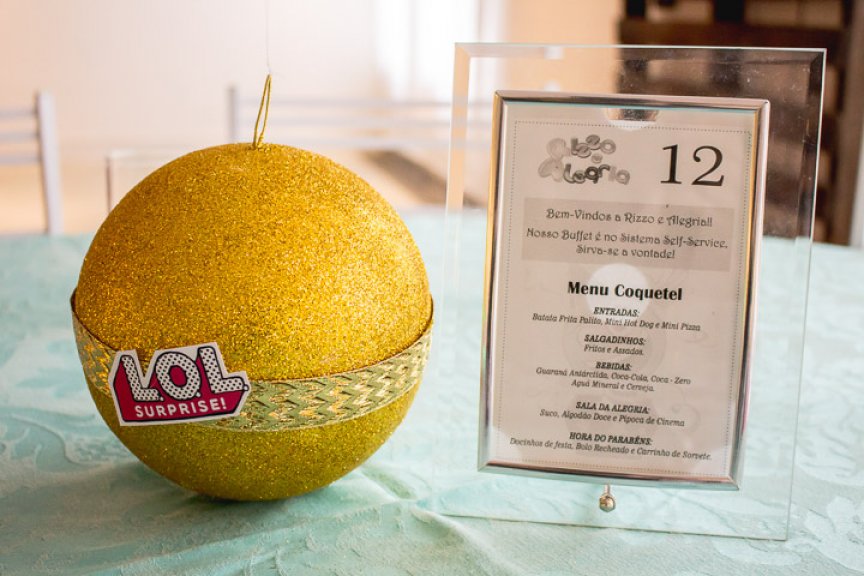 L.O.L.
SURPRISE!
Rizzo e
Alegria
12
Bem-Vindos a Rizzo e Alegria!!
Nosso Buffet é no Sistema Self-Service,
Sirva-se a vontade!
Menu Coquetel
ENTRADAS:
Batata Frita Palito, Mini Hot Dog e Mini Pizza
SALGADINHOS:
Fritos e Assados.
BEBIDAS:
Guaraná Antárctida, Coca-Cola, Coca - Zero
Apuá Mineral e Cerveja.
SALA DA ALEGRIA:
Suco, Algodão Doce e Pipoca de Cinema
HORA DO PARABÉNS:
Docinhos de festa, Bolo Recheado e Carrinho de Sorvete.